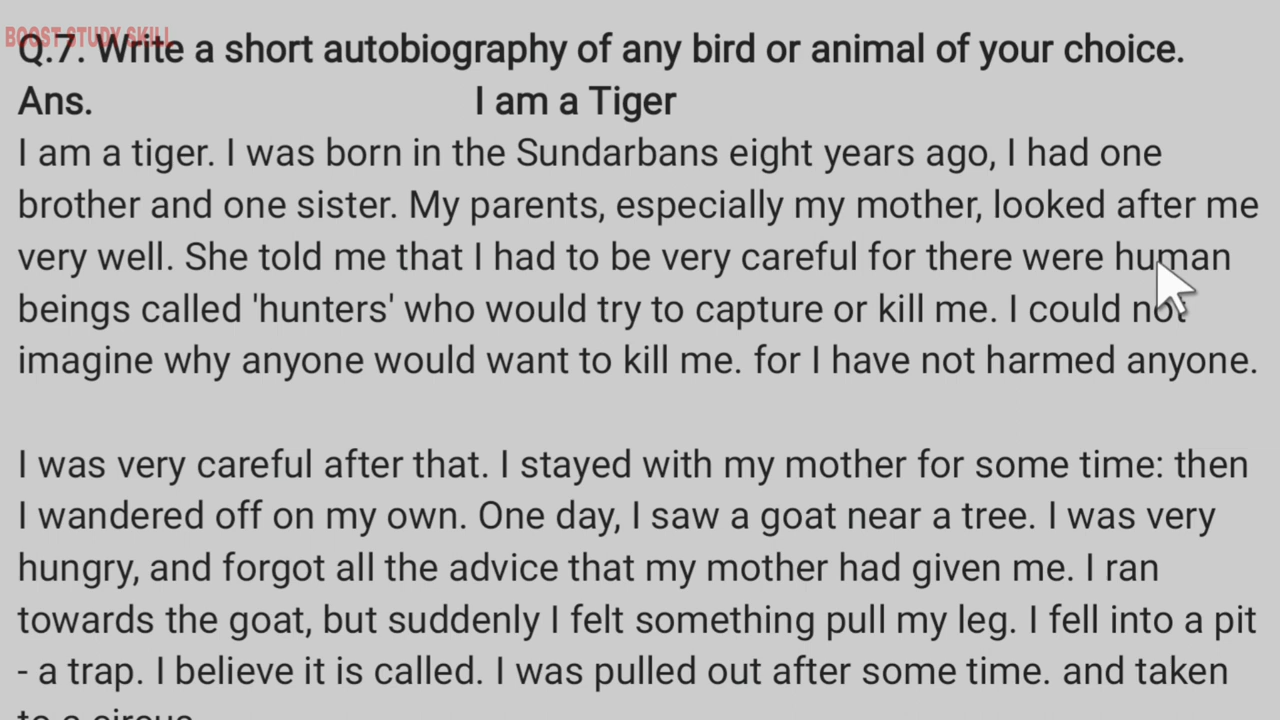 BOOST STUDY SKILL
Q.7. Write a short autobiography of any bird or animal of your choice.
Ans. I am a Tiger
I am a tiger. I was born in the Sundarbans eight years ago, I had one
brother and one sister. My parents, especially my mother, looked after me
very well. She told me that I had to be very careful for there were human
beings called 'hunters' who would try to capture or kill me. I could not
imagine why anyone would want to kill me. for I have not harmed anyone.
I was very careful after that. I stayed with my mother for some time: then
I wandered off on my own. One day, I saw a goat near a tree. I was very
hungry, and forgot all the advice that my mother had given me. I ran
towards the goat, but suddenly I felt something pull my leg. I fell into a pit
- a trap. I believe it is called. I was pulled out after some time. and taken
to a circus